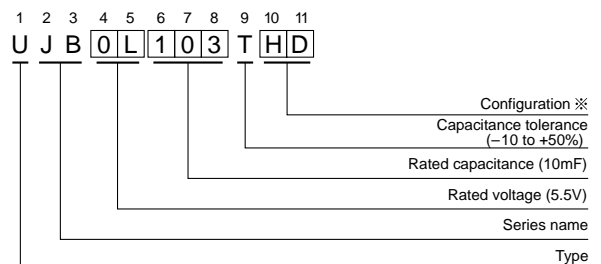 1 2 3 4 5 6 7 8 9 10 11
U J B 0 L 1 0 3 T H D
Configuration ※
Capacitance tolerance
(−10 to +50%)
Rated capacitance (10mF)
Rated voltage (5.5V)
Series name
Type